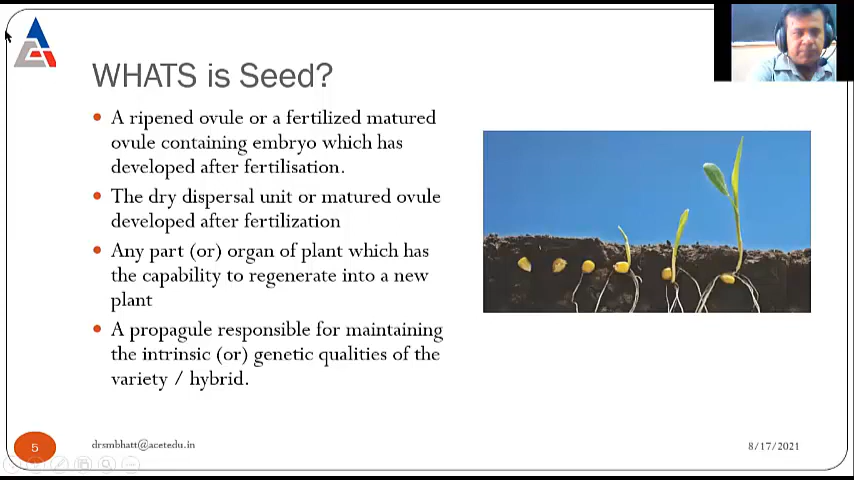 WHATS is Seed?
A ripened ovule or a fertilized matured
ovule containing embryo which has
developed after fertilisation.
The dry dispersal unit or matured ovule
developed after fertilization
Any part (or) organ of plant which has
the capability to regenerate into a new
plant
A propagule responsible for maintaining
the intrinsic (or) genetic qualities of the
variety / hybrid.
5
drsmbhatt@acetedu.in
8/17/2021